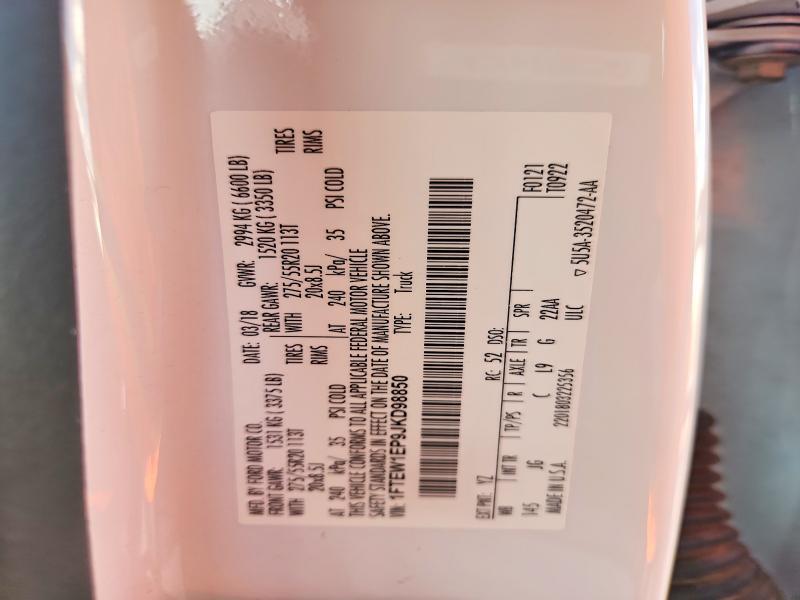 MFD. BY FORD MOTOR CO.
DATE: 03/18 GVWR: 2994 KG ( 6600 LB)
FRONT GAWR: 1531 KG ( 3375 LB) REAR GAWR: 1520 KG ( 3350 LB)
WITH 275/55R20 113T TIRES WITH 275/55R20 113T TIRES
20x8.5J RIMS 20x8.5J RIMS
AT 240 kPa/ 35 PSI COLD AT 240 kPa/ 35 PSI COLD
THIS VEHICLE CONFORMS TO ALL APPLICABLE FEDERAL MOTOR VEHICLE
SAFETY STANDARDS IN EFFECT ON THE DATE OF MANUFACTURE SHOWN ABOVE.
VIN: 1FTEW1EP9JKD98850 TYPE: Truck
EXT PNT: YZ RC: 52 DSO:
WB INT TR TP/PS R AXLE TR SPR F0121
145 JG C L9 G 22AA T0922
MADE IN U.S.A. 2201803225356 ULC
▽ 5U5A-3520472-AA